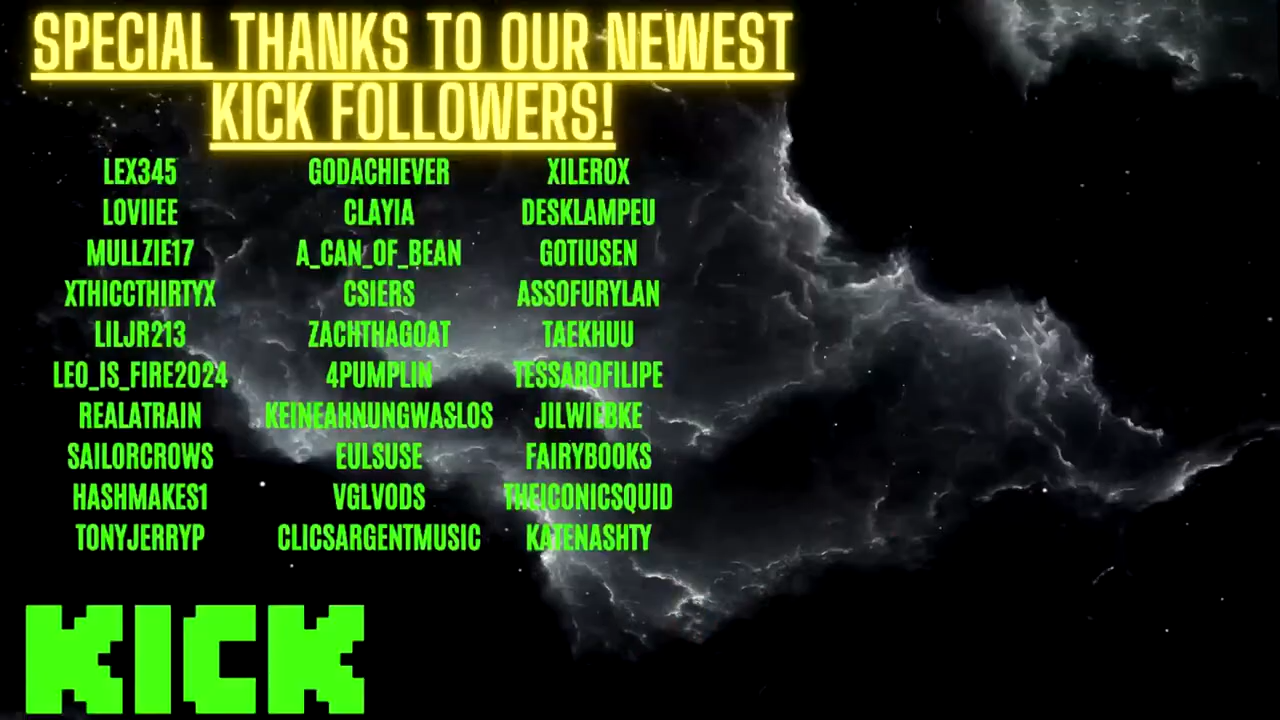 SPECIAL THANKS TO OUR NEWEST
KICK FOLLOWERS!
LEX345 GODACHIEVER XILEROX
LOVIIEE CLAYIA DESKLAMPEU
MULLZIE17 A_CAN_OF_BEAN GOTIUSEN
XTHICCTHIRTYX CSIERS ASSOFURYLAN
LILJR213 ZACHTHAGOAT TAEKHUU
LEO_IS_FIRE2024 4PUMPLIN TESSAROFILIPE
REALATRAIN KEINEAHNUNGWASLOS JILWIEBKE
SAILORCROWS EULSUSE FAIRYBOOKS
HASHMAKES1 VGLVODS THEICONICSQUID
TONYJERRYP CLICSARGENTMUSIC KATENASHTY
KICK